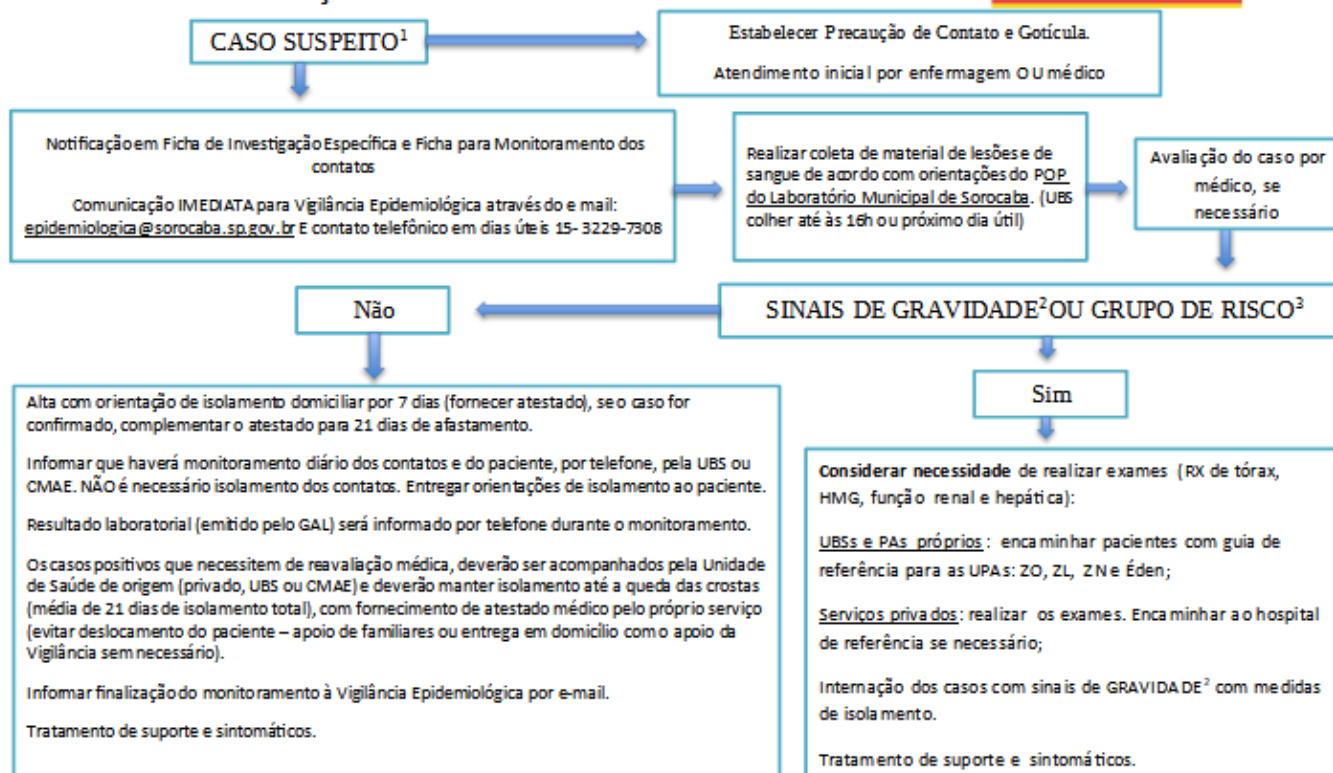 CASO SUSPEITO¹
Estabelecer Precaução de Contato e Gotícula.
Atendimento inicial por enfermagem OU médico
Notificação em Ficha de Investigação Específica e Ficha para Monitoramento dos
contatos
Comunicação IMEDIATA para Vigilância Epidemiológica através do e mail:
epidemiologica@sorocaba.sp.gov.br E contato telefônico em dias úteis 15- 3229-7308
Realizar coleta de material de lesões e de
sangue de acordo com orientações do POP
do Laboratório Municipal de Sorocaba. (UBS
colher até às 16h ou próximo dia útil)
Avaliação do caso por
médico, se
necessário
Não
SINAIS DE GRAVIDADE² OU GRUPO DE RISCO³
Sim
Alta com orientação de isolamento domiciliar por 7 dias (fornecer atestado), se o caso for
confirmado, complementar o atestado para 21 dias de afastamento.
Informar que haverá monitoramento diário dos contatos e do paciente, por telefone, pela UBS ou
CMAE. NÃO é necessário isolamento dos contatos. Entregar orientações de isolamento ao paciente.
Resultado laboratorial (emitido pelo GAL) será informado por telefone durante o monitoramento.
Os casos positivos que necessitem de reavaliação médica, deverão ser acompanhados pela Unidade
de Saúde de origem (privado, UBS ou CMAE) e deverão manter isolamento até a queda das crostas
(média de 21 dias de isolamento total), com fornecimento de atestado médico pelo próprio serviço
(evitar deslocamento do paciente – apoio de familiares ou entrega em domicílio com o apoio da
Vigilância sem necessário).
Informar finalização do monitoramento à Vigilância Epidemiológica por e-mail.
Tratamento de suporte e sintomáticos.
Considerar necessidade de realizar exames (RX de tórax,
HMG, função renal e hepática):
UBSs e PAs próprios: encaminhar pacientes com guia de
referência para as UPAs: ZO, ZL, ZN e Éden;
Serviços privados: realizar os exames. Encaminhar ao hospital
de referência se necessário;
Internação dos casos com sinais de GRAVIDADE² com medidas
de isolamento.
Tratamento de suporte e sintomáticos.